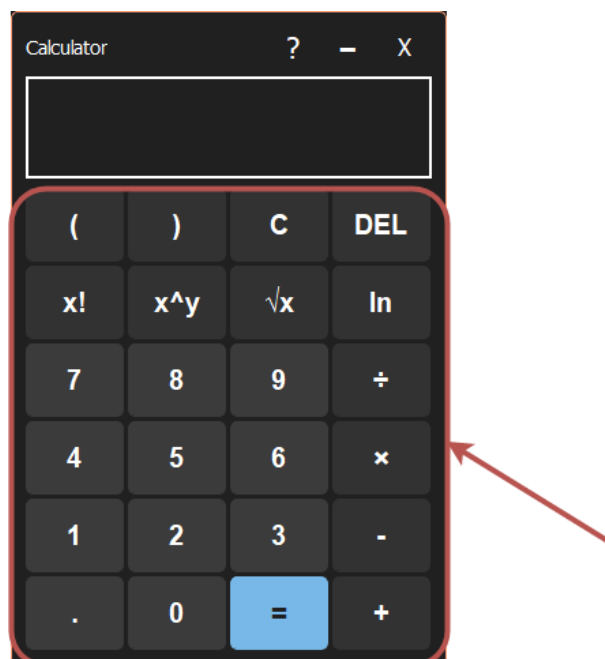 Calculator ? – X
( ) C DEL
x! x^y √x ln
7 8 9 ÷
4 5 6 ×
1 2 3 -
. 0 = +